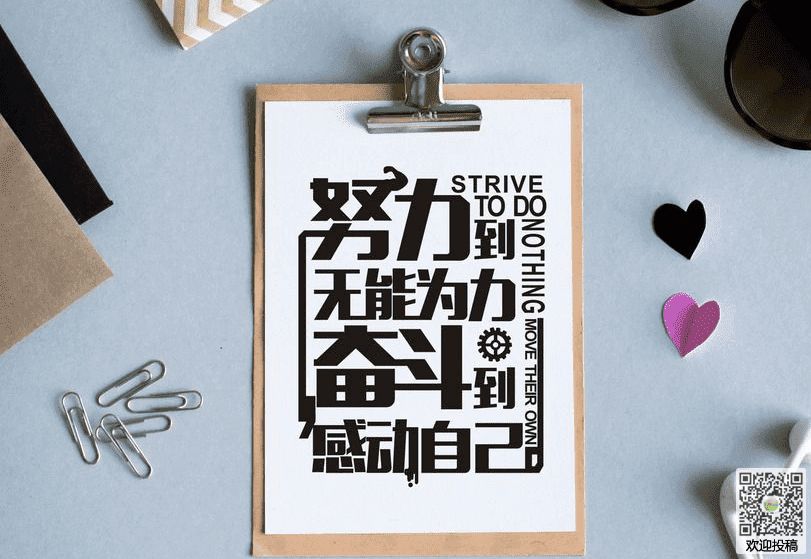 努力到
STRIVE
TO DO
NOTHING
无能为力
奋斗到
MOVE THEIR OWN
感动自己
欢迎投稿